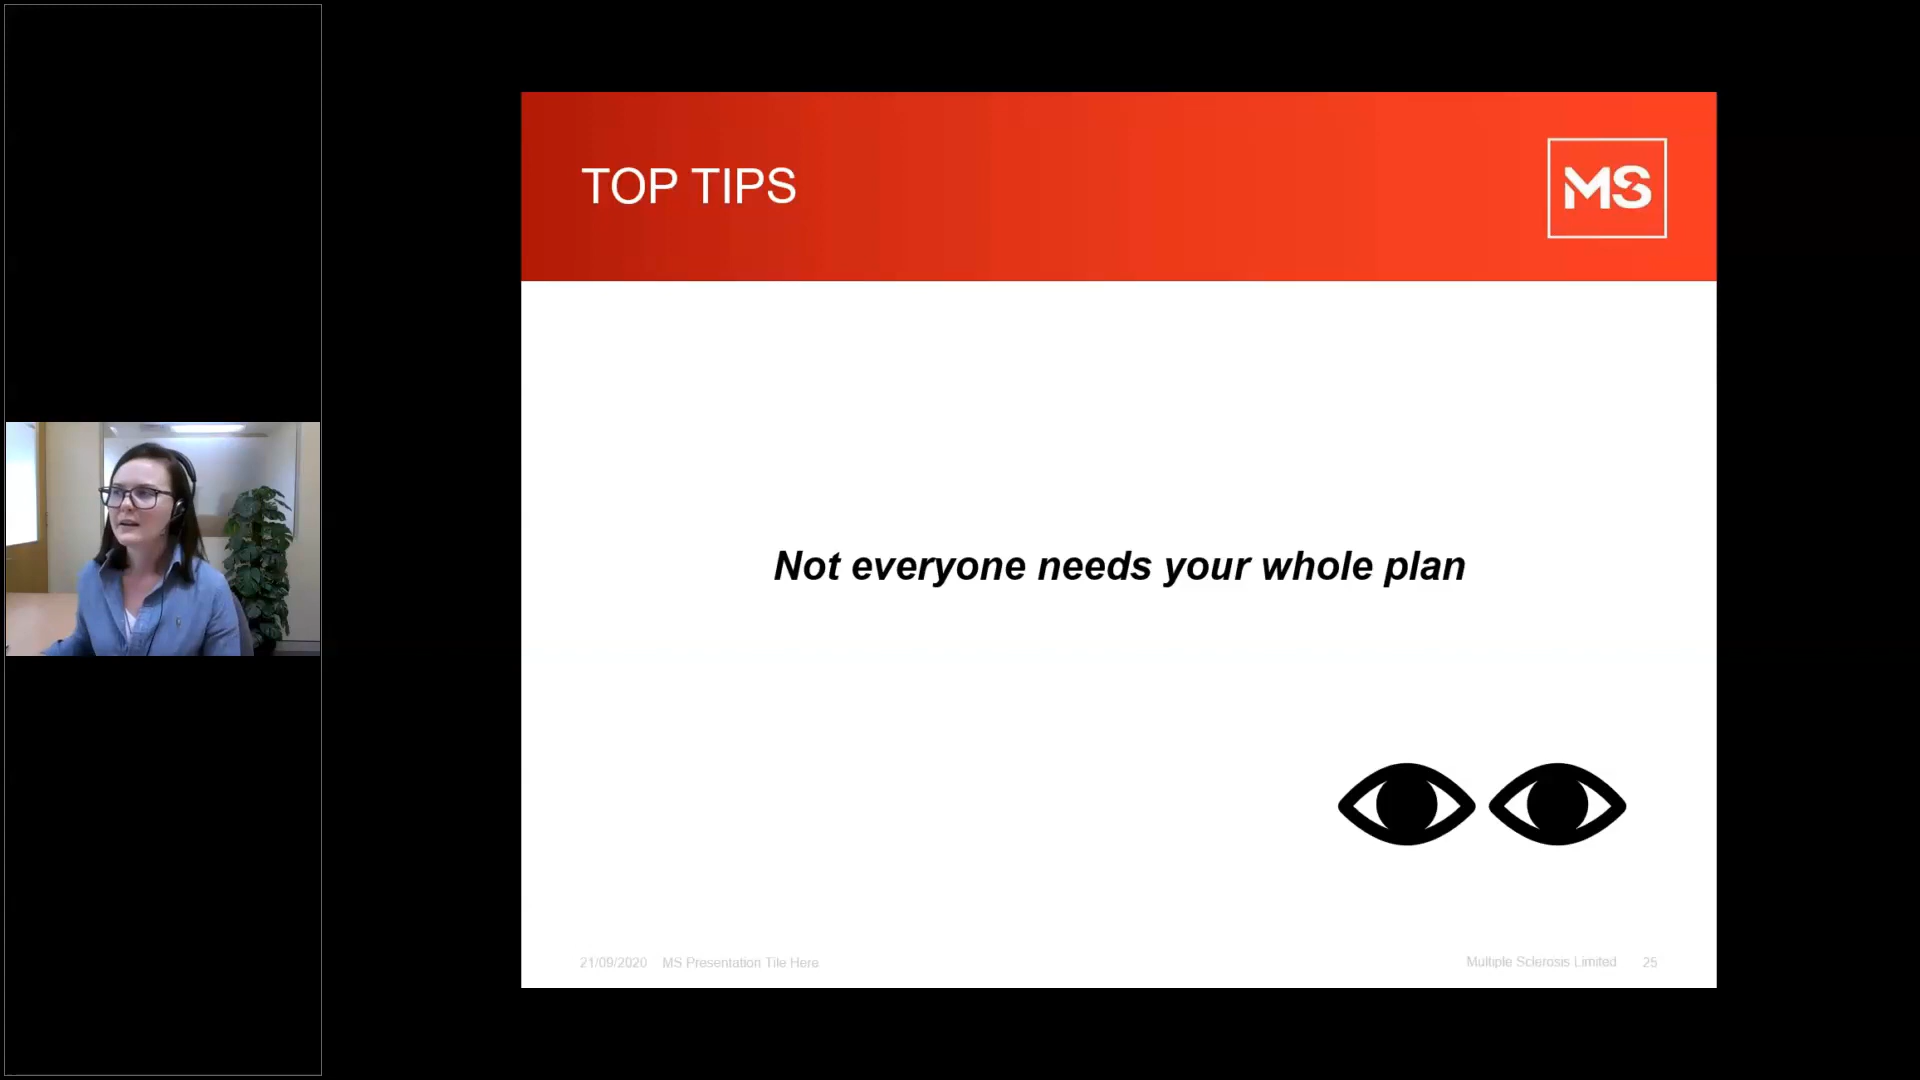 TOP TIPS
MS
Not everyone needs your whole plan
21/09/2020 MS Presentation Tile Here
Multiple Sclerosis Limited 25